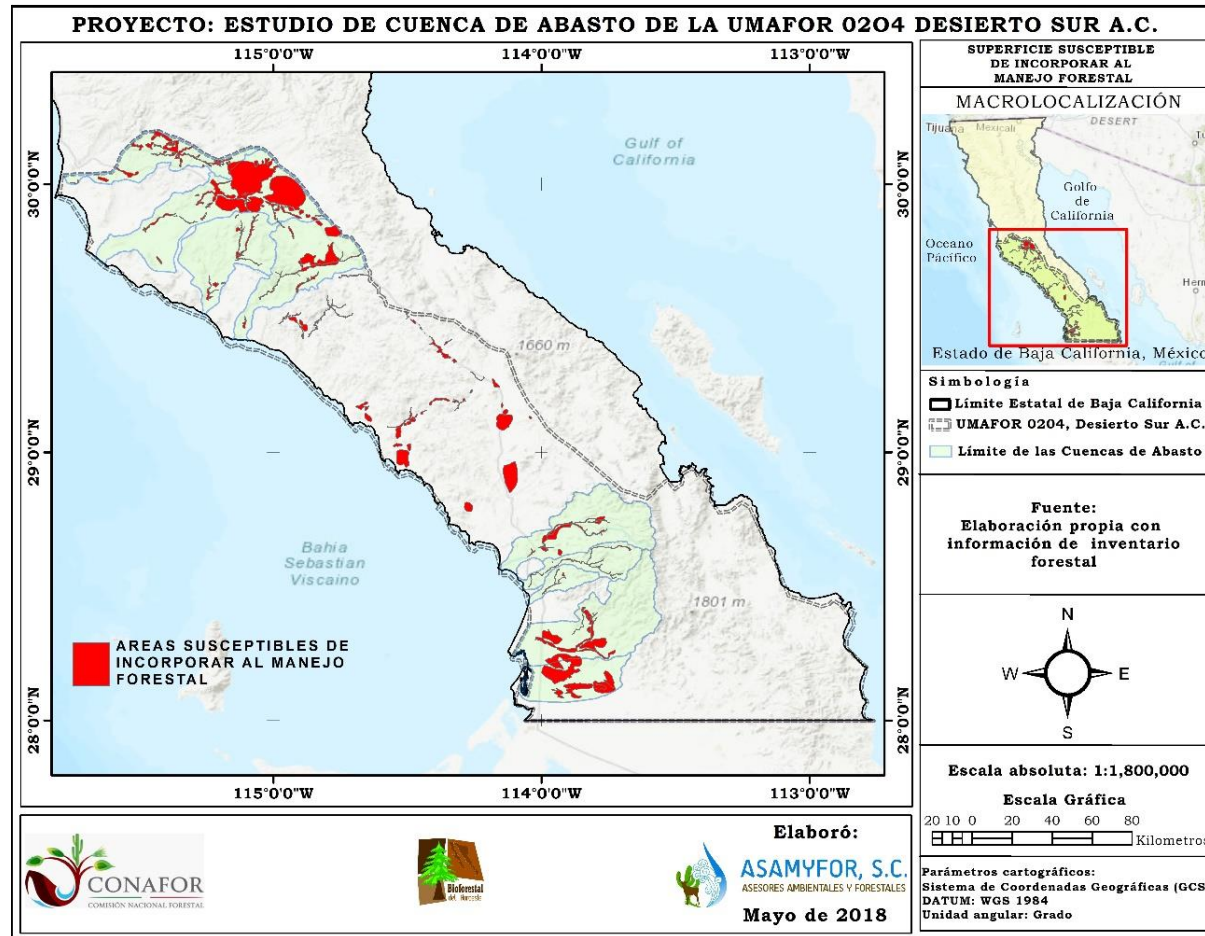 PROYECTO: ESTUDIO DE CUENCA DE ABASTO DE LA UMAFOR 02O4 DESIERTO SUR A.C.
115°0'0"W
114°0'0"W
113°0'0"W
30°0'0"N
29°0'0"N
28°0'0"N
Gulf of
California
1660 m
Bahia
Sebastian
Viscaino
1801 m
AREAS SUSCEPTIBLES DE
INCORPORAR AL MANEJO
FORESTAL
30°0'0"N
29°0'0"N
28°0'0"N
115°0'0"W
114°0'0"W
113°0'0"W
SUPERFICIE SUSCEPTIBLE
DE INCORPORAR AL
MANEJO FORESTAL
MACROLOCALIZACIÓN
Tijuana
Mexicali
DESERT
Golfo
de
California
Oceano
Pácífico
Estado de Baja California, México
Simbología
Límite Estatal de Baja California
UMAFOR 0204, Desierto Sur A.C.
Límite de las Cuencas de Abasto
Fuente:
Elaboración propia con
información de inventario
forestal
N
W E
S
Escala absoluta: 1:1,800,000
Escala Gráfica
20 10 0 20 40 60 80
Kilometros
Parámetros cartográficos:
Sistema de Coordenadas Geográficas (GCS
DATUM: WGS 1984
Unidad angular: Grado
CONAFOR
COMISIÓN NACIONAL FORESTAL
Bioforestal
del Noroeste
Elaboró:
ASAMYFOR, S.C.
ASESORES AMBIENTALES Y FORESTALES
Mayo de 2018